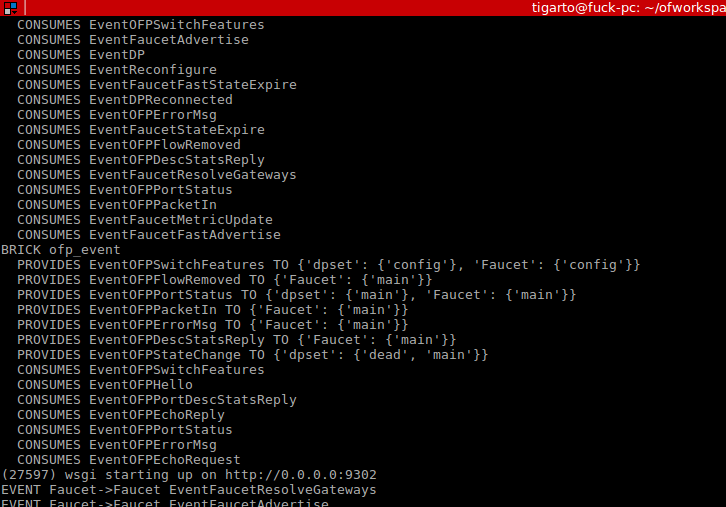 tigarto@fuck-pc: ~/ofworkspa
CONSUMES EventOFPSwitchFeatures
CONSUMES EventFaucetAdvertise
CONSUMES EventDP
CONSUMES EventReconfigure
CONSUMES EventFaucetFastStateExpire
CONSUMES EventDPReconnected
CONSUMES EventOFPErrorMsg
CONSUMES EventFaucetStateExpire
CONSUMES EventOFPFlowRemoved
CONSUMES EventOFPDescStatsReply
CONSUMES EventFaucetResolveGateways
CONSUMES EventOFPPortStatus
CONSUMES EventOFPPacketIn
CONSUMES EventFaucetMetricUpdate
CONSUMES EventFaucetFastAdvertise
BRICK ofp_event
PROVIDES EventOFPSwitchFeatures TO {'dpset': {'config'}, 'Faucet': {'config'}}
PROVIDES EventOFPFlowRemoved TO {'Faucet': {'main'}}
PROVIDES EventOFPPortStatus TO {'dpset': {'main'}, 'Faucet': {'main'}}
PROVIDES EventOFPPacketIn TO {'Faucet': {'main'}}
PROVIDES EventOFPErrorMsg TO {'Faucet': {'main'}}
PROVIDES EventOFPDescStatsReply TO {'Faucet': {'main'}}
PROVIDES EventOFPStateChange TO {'dpset': {'dead', 'main'}}
CONSUMES EventOFPSwitchFeatures
CONSUMES EventOFPHello
CONSUMES EventOFPPortDescStatsReply
CONSUMES EventOFPEchoReply
CONSUMES EventOFPPortStatus
CONSUMES EventOFPErrorMsg
CONSUMES EventOFPEchoRequest
(27597) wsgi starting up on http://0.0.0.0:9302
EVENT Faucet->Faucet EventFaucetResolveGateways
EVENT Faucet->Faucet EventFaucetAdvertise